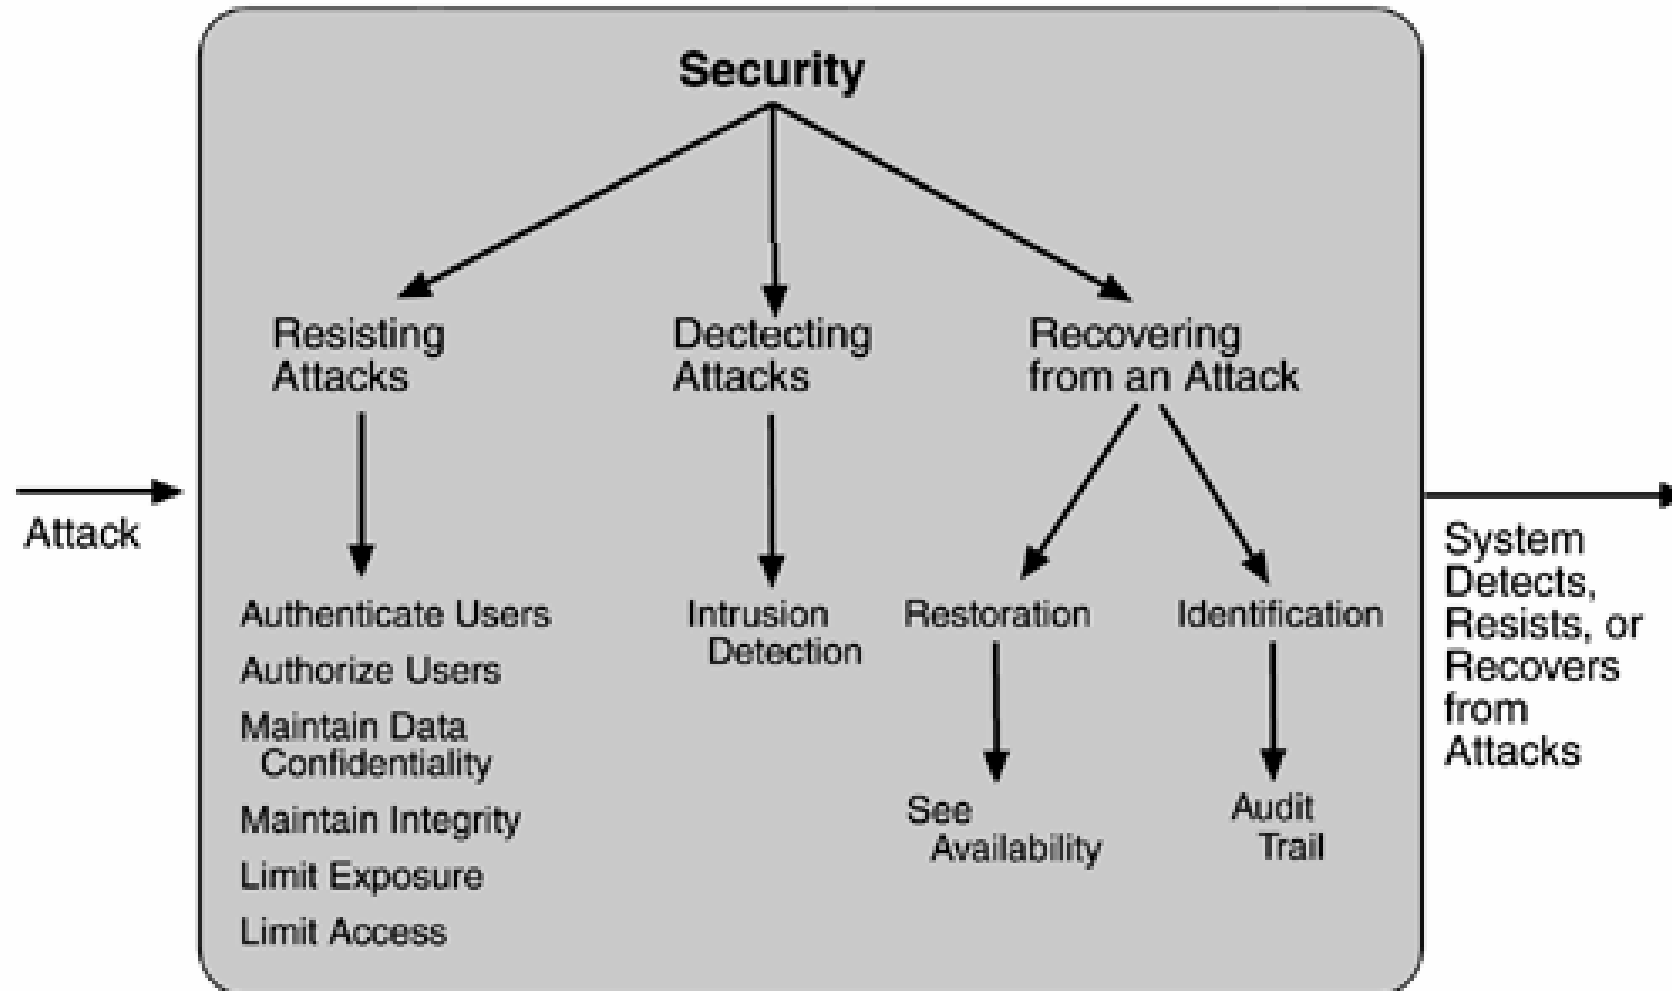 Security
Resisting
Attacks
Dectecting
Attacks
Recovering
from an Attack
Attack
Authenticate Users
Authorize Users
Maintain Data
Confidentiality
Maintain Integrity
Limit Exposure
Limit Access
Intrusion
Detection
Restoration
Identification
See
Availability
Audit
Trail
System
Detects,
Resists, or
Recovers
from
Attacks